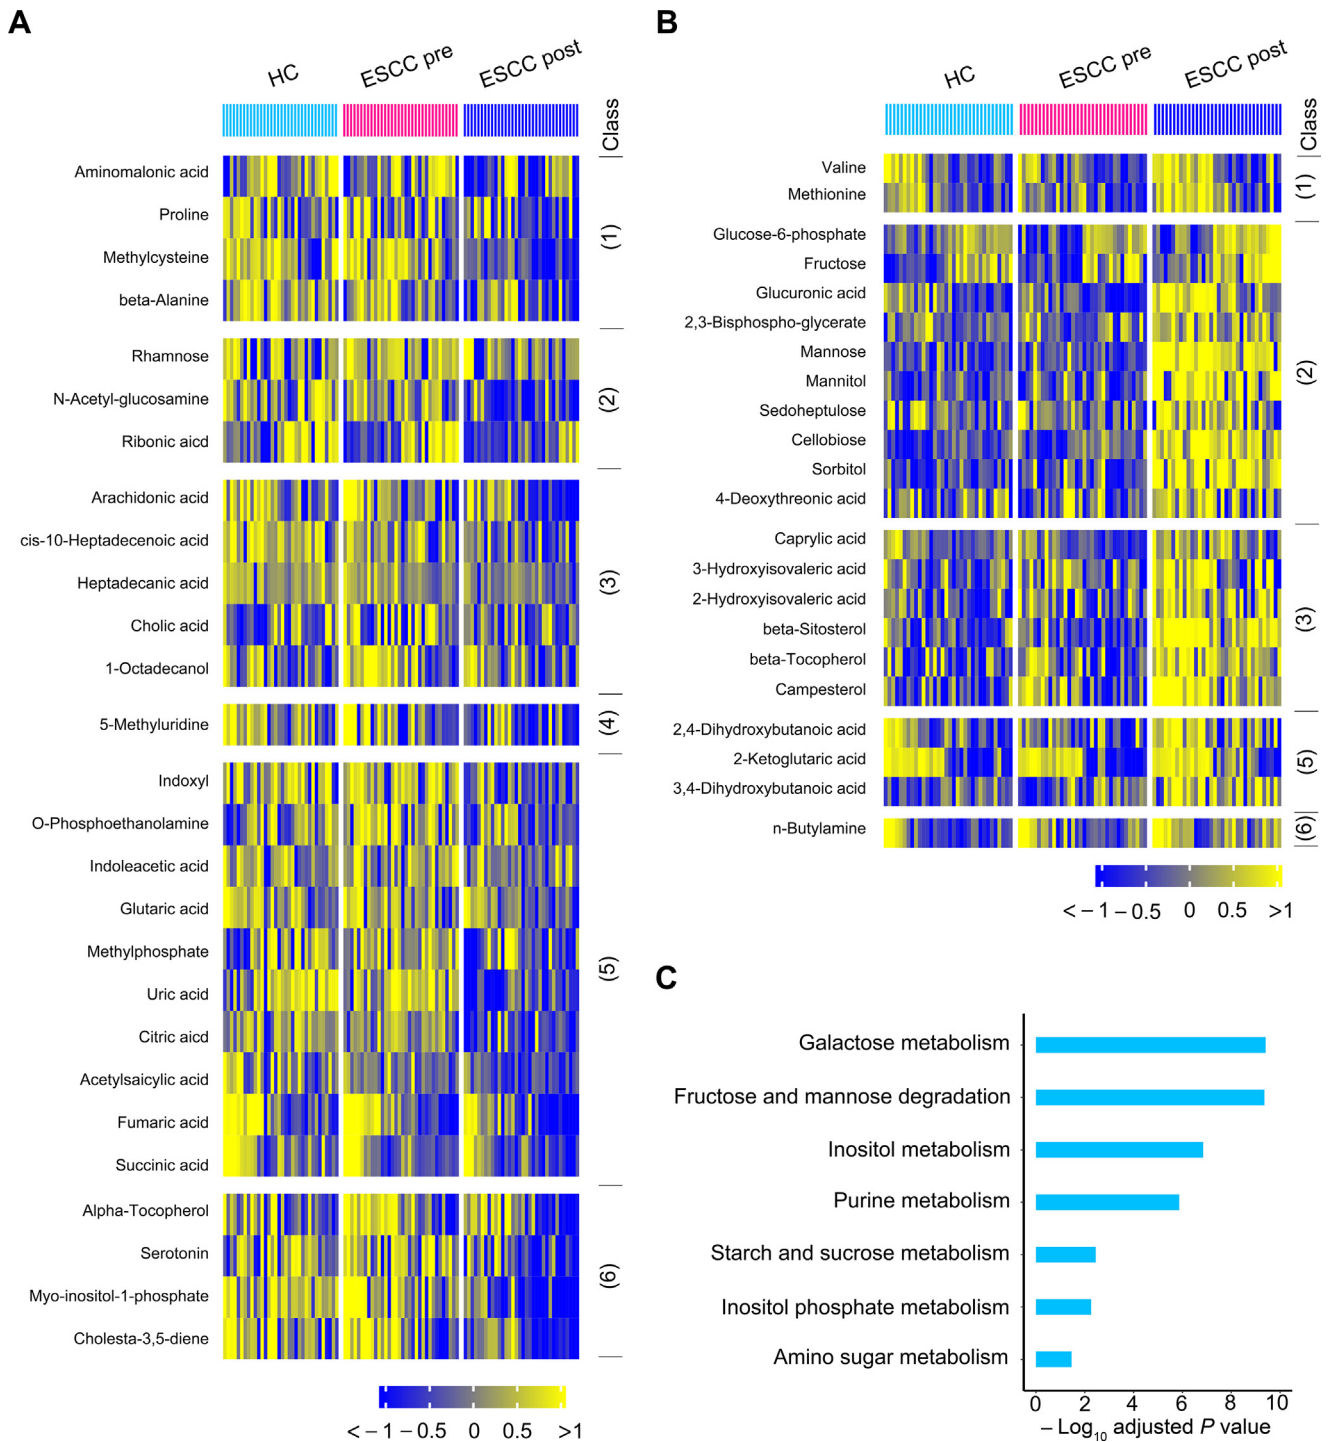 A
HC
ESCC pre
ESCC post
Class
Aminomalonic acid
Proline
Methylcysteine
beta-Alanine
(1)
Rhamnose
N-Acetyl-glucosamine
Ribonic aicd
(2)
Arachidonic acid
cis-10-Heptadecenoic acid
Heptadecanic acid
Cholic acid
1-Octadecanol
(3)
5-Methyluridine
(4)
Indoxyl
O-Phosphoethanolamine
Indoleacetic acid
Glutaric acid
Methylphosphate
Uric acid
Citric aicd
Acetylsaicylic acid
Fumaric acid
Succinic acid
(5)
Alpha-Tocopherol
Serotonin
Myo-inositol-1-phosphate
Cholesta-3,5-diene
(6)
< – 1 – 0.5 0 0.5 >1
B
HC
ESCC pre
ESCC post
Class
Valine
Methionine
(1)
Glucose-6-phosphate
Fructose
Glucuronic acid
2,3-Bisphospho-glycerate
Mannose
Mannitol
Sedoheptulose
Cellobiose
Sorbitol
4-Deoxythreonic acid
(2)
Caprylic acid
3-Hydroxyisovaleric acid
2-Hydroxyisovaleric acid
beta-Sitosterol
beta-Tocopherol
Campesterol
(3)
2,4-Dihydroxybutanoic acid
2-Ketoglutaric acid
3,4-Dihydroxybutanoic acid
(5)
n-Butylamine
(6)
< – 1 – 0.5 0 0.5 >1
C
Galactose metabolism
Fructose and mannose degradation
Inositol metabolism
Purine metabolism
Starch and sucrose metabolism
Inositol phosphate metabolism
Amino sugar metabolism
0 2 4 6 8 10
– Log10 adjusted P value